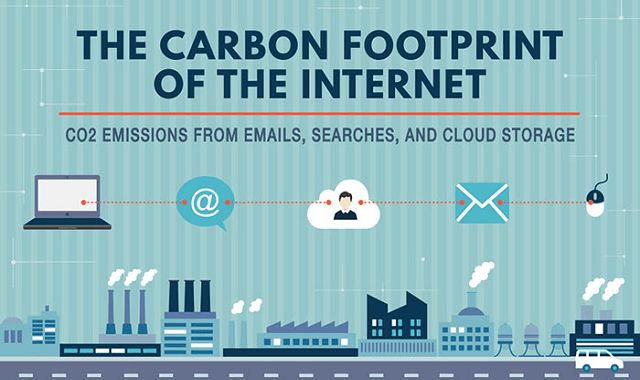 THE CARBON FOOTPRINT
OF THE INTERNET
CO2 EMISSIONS FROM EMAILS, SEARCHES, AND CLOUD STORAGE
@